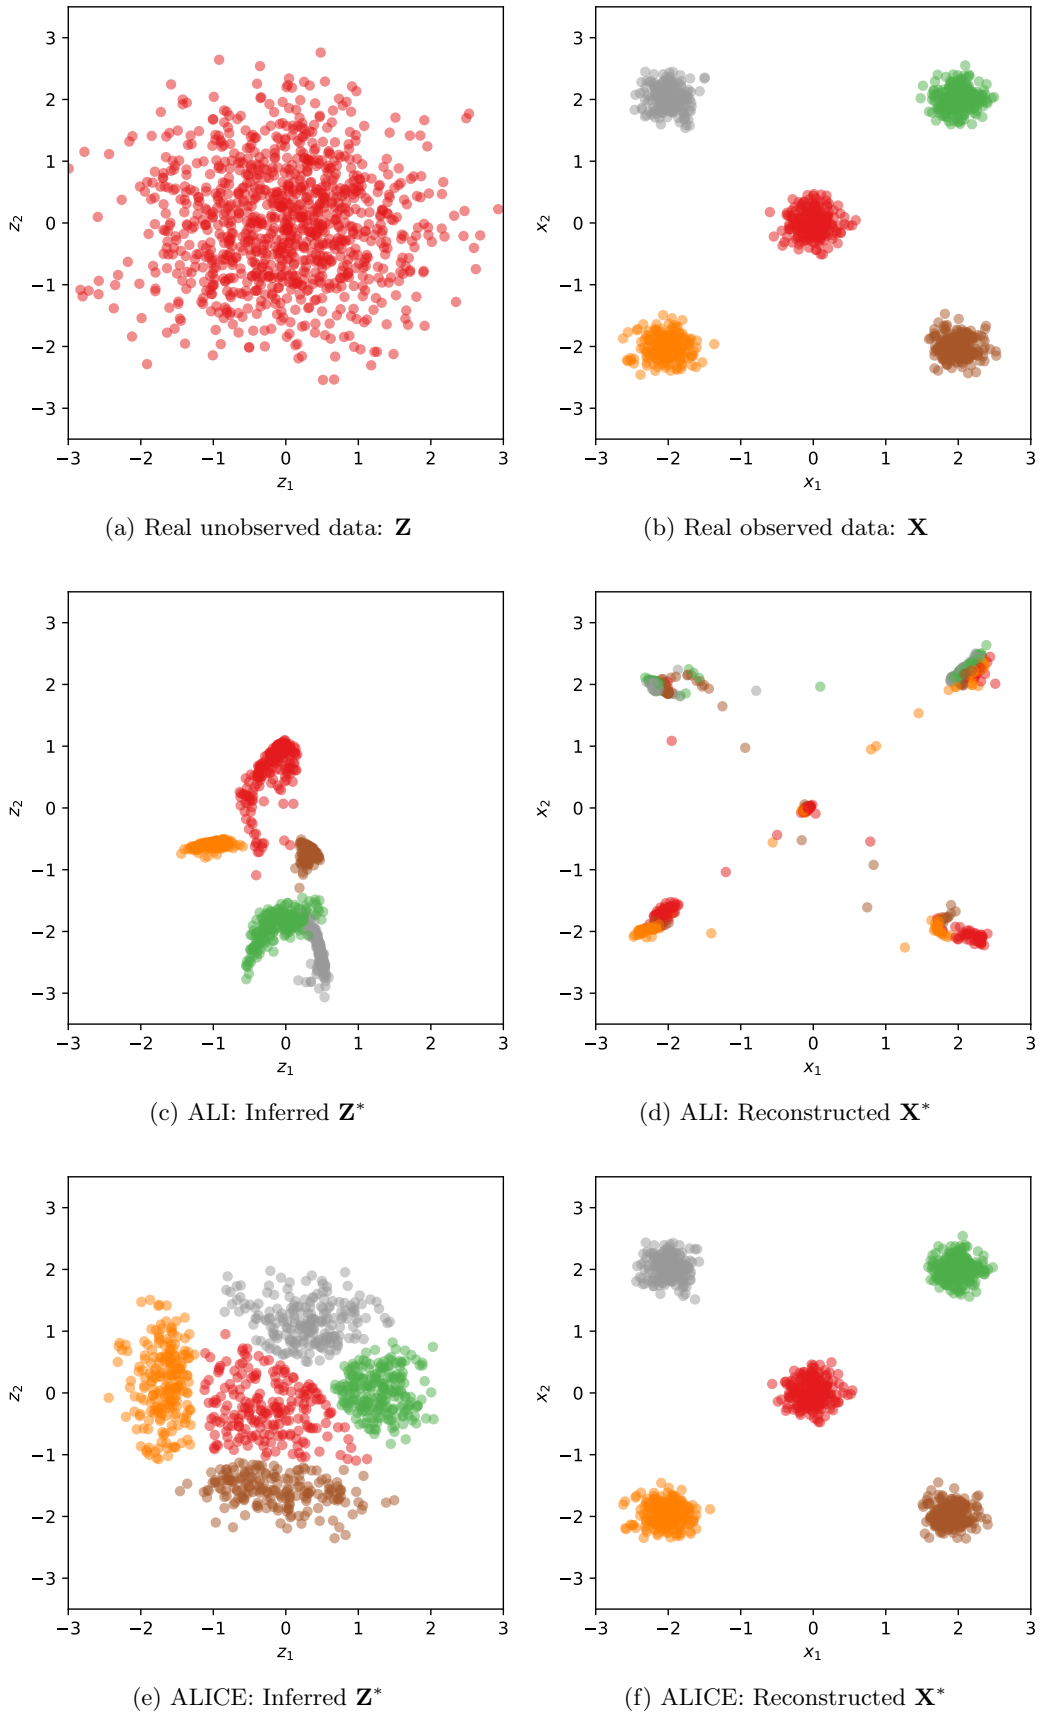 3
2
1
0
−1
−2
−3
z2
−3 −2 −1 0 1 2 3
z1
(a) Real unobserved data: Z
3
2
1
0
−1
−2
−3
x2
−3 −2 −1 0 1 2 3
x1
(b) Real observed data: X
3
2
1
0
−1
−2
−3
z2
−3 −2 −1 0 1 2 3
z1
(c) ALI: Inferred Z*
3
2
1
0
−1
−2
−3
x2
−3 −2 −1 0 1 2 3
x1
(d) ALI: Reconstructed X*
3
2
1
0
−1
−2
−3
z2
−3 −2 −1 0 1 2 3
z1
(e) ALICE: Inferred Z*
3
2
1
0
−1
−2
−3
x2
−3 −2 −1 0 1 2 3
x1
(f) ALICE: Reconstructed X*